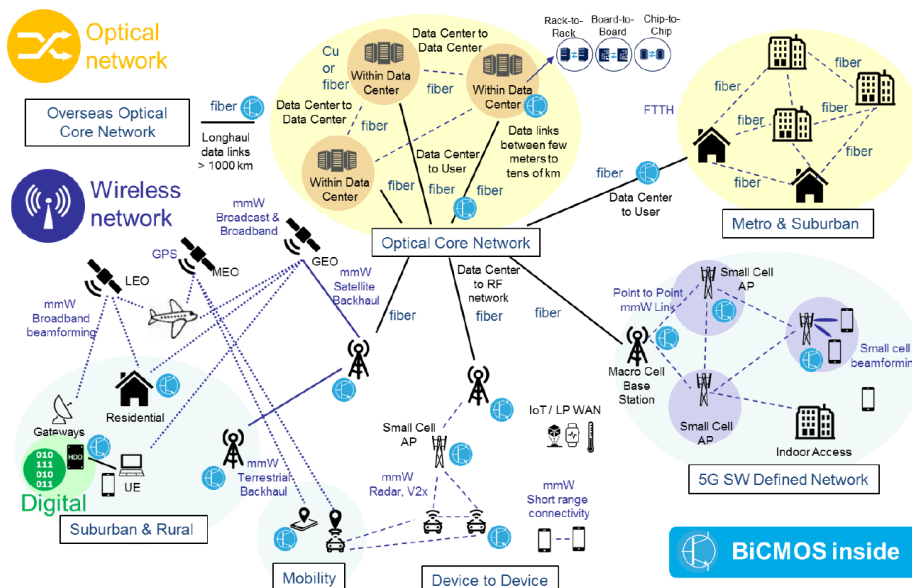 Optical
network
Overseas Optical
Core Network
fiber
Longhaul
data links
> 1000 km
Cu
or
fiber
Data Center to
Data Center
Within Data
Center
fiber
Within Data
Center
Data Center to
Data Center
fiber
fiber
Within Data
Center
Data Center
to User
Data links
between few
meters to
tens of km
fiber
fiber
fiber
Rack-to-
Rack
Board-to-
Board
Chip-to-
Chip
FTTH
fiber
fiber
fiber
fiber
fiber
fiber
Data Center
to User
Metro & Suburban
Wireless
network
mmW
Broadcast &
Broadband
GPS
MEO
GEO
LEO
mmW
Broadband
beamforming
mmW
Satellite
Backhaul
Optical Core Network
Data Center
to RF
network
fiber
fiber
fiber
Small Cell
AP
Point to Point
mmW Link
Small cell
beamforming
Macro Cell
Base
Station
Small Cell
AP
Indoor Access
5G SW Defined Network
Residential
Gateways
HDD
UE
010
111
010
011
Digital
Suburban & Rural
mmW
Terrestrial
Backhaul
Small Cell
AP
IoT / LP WAN
mmW
Radar, V2x
mmW
Short range
connectivity
Mobility
Device to Device
BiCMOS inside